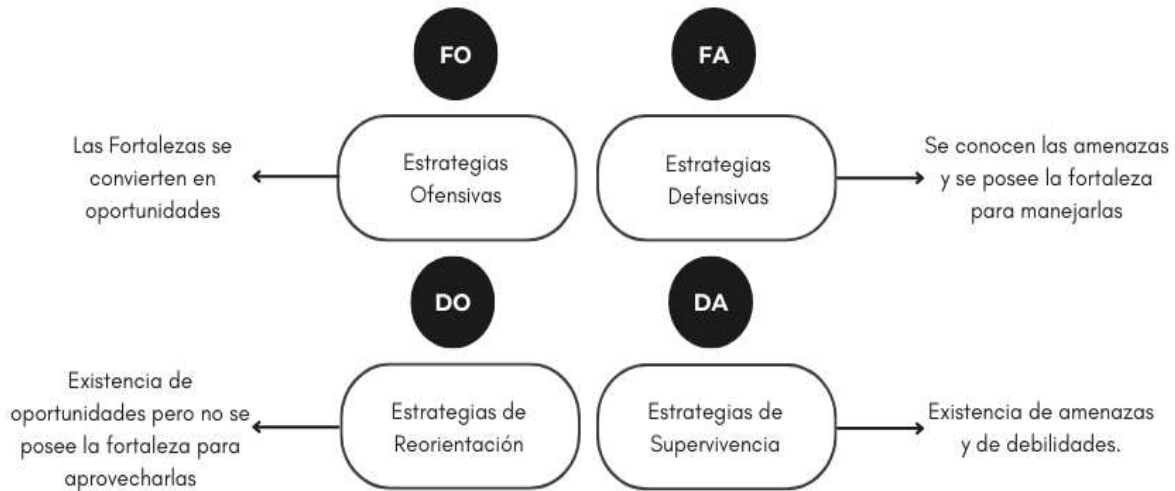 FO
FA
Las Fortalezas se
convierten en
oportunidades
Estrategias
Ofensivas
Estrategias
Defensivas
Se conocen las amenazas
y se posee la fortaleza
para manejarlas
DO
DA
Existencia de
oportunidades pero no se
posee la fortaleza para
aprovecharlas
Estrategias de
Reorientación
Estrategias de
Supervivencia
Existencia de amenazas
y de debilidades.